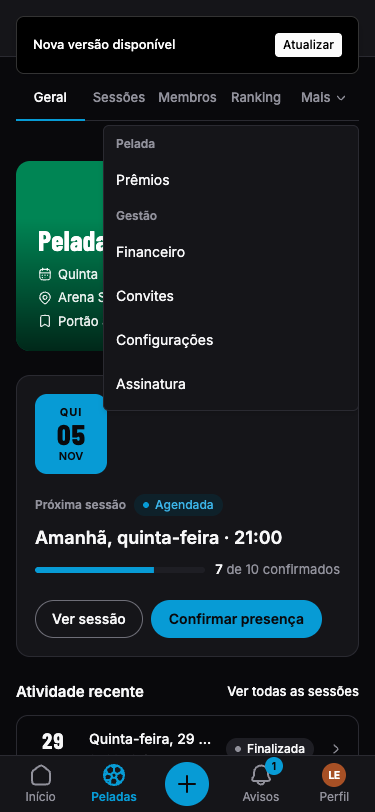 Nova versão disponível
Atualizar
Geral
Sessões
Membros
Ranking
Mais
Pelada
Prêmios
Gestão
Financeiro
Convites
Configurações
Assinatura
Pelada
Quinta
Arena S
Portão
QUI
05
NOV
Próxima sessão
Agendada
Amanhã, quinta-feira · 21:00
7 de 10 confirmados
Ver sessão
Confirmar presença
Atividade recente
Ver todas as sessões
29
Quinta-feira, 29 ...
Finalizada
Início
Peladas
1
Avisos
LE
Perfil